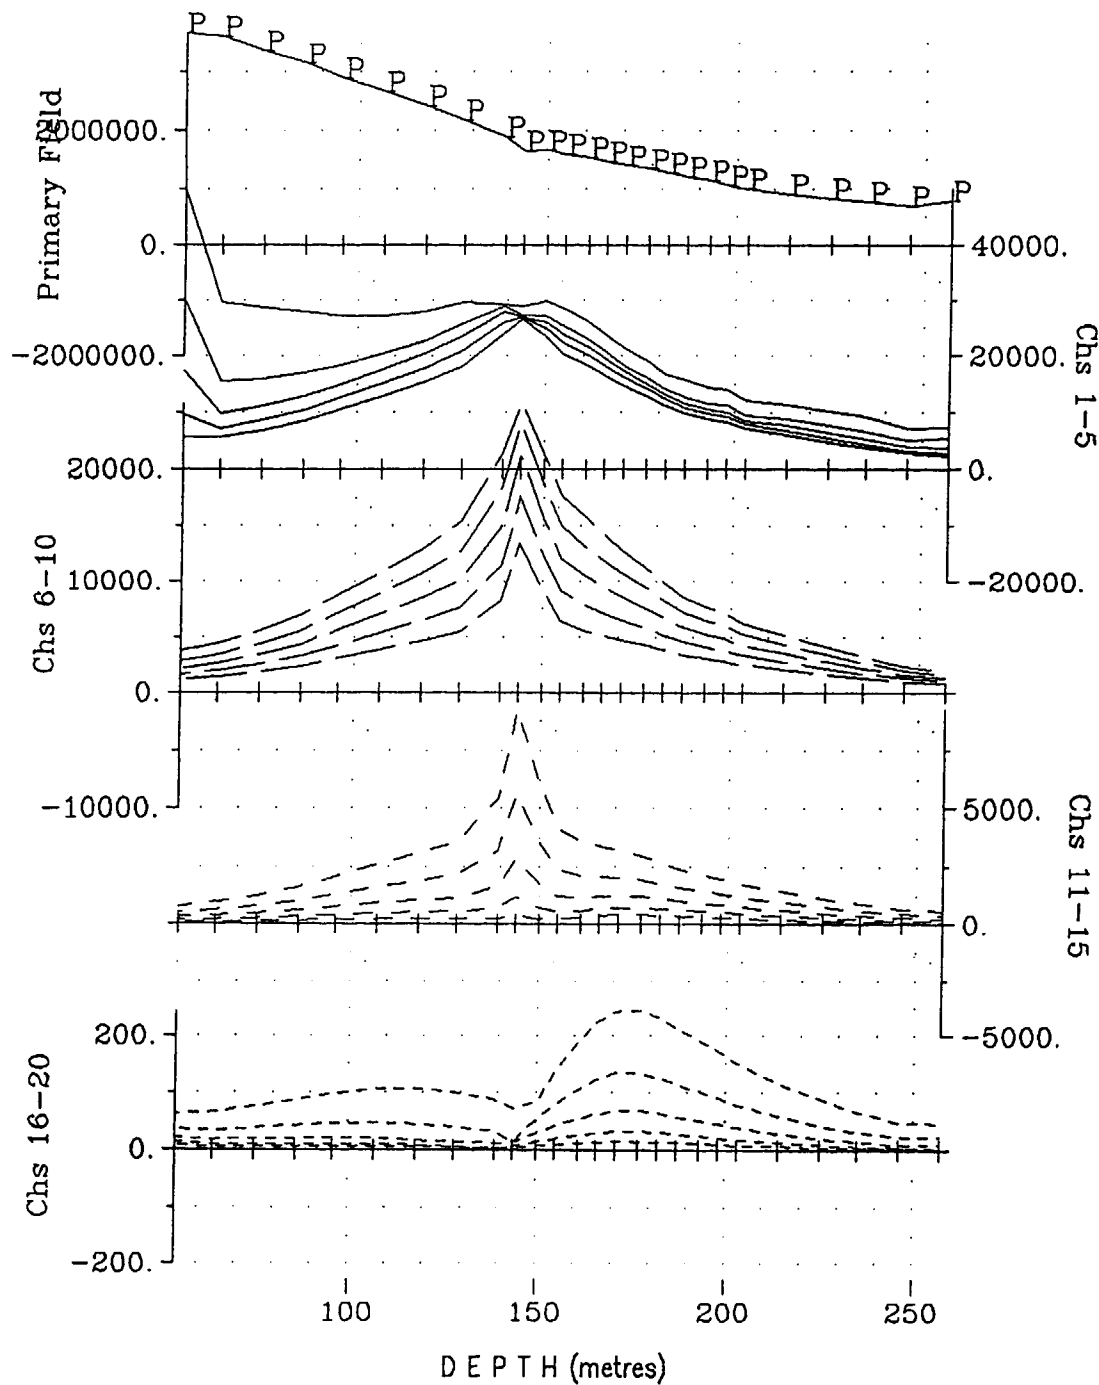 P P P P P P P P P P P P P P P P P P P P P P P P P P
Primary Field
2000000.
0.
-2000000.
40000.
20000.
0.
-20000.
Chs 1-5
20000.
10000.
0.
-10000.
Chs 6-10
5000.
0.
-5000.
Chs 11-15
200.
0.
-200.
Chs 16-20
100 150 200 250
DEPTH (metres)